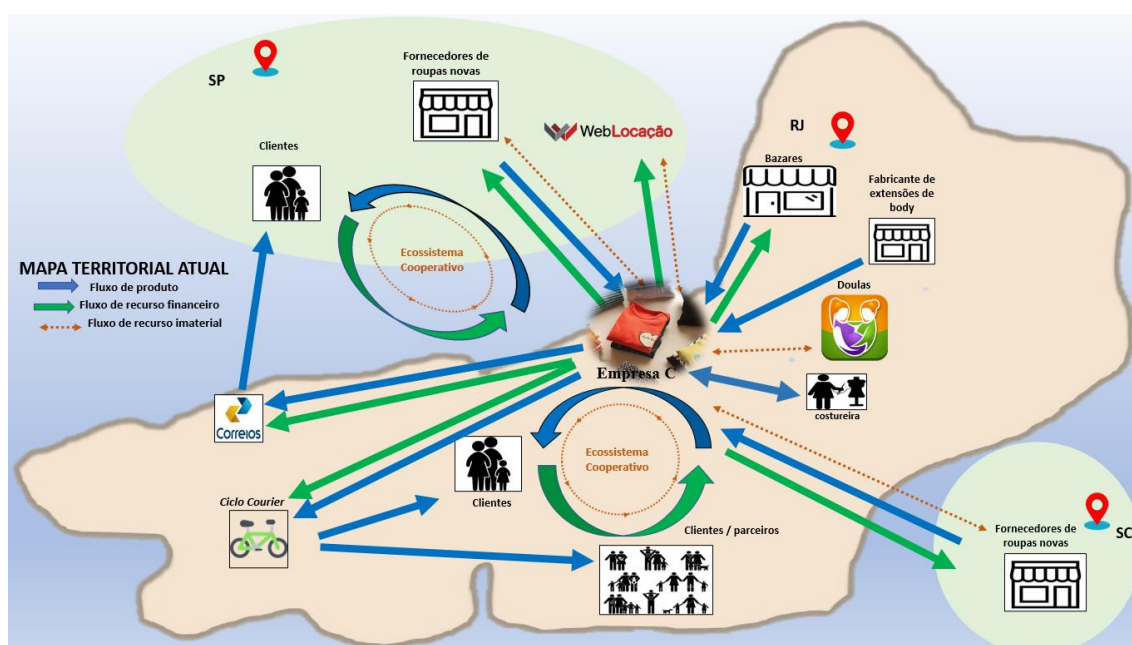 SP
Fornecedores de
roupas novas
WebLocação
RJ
Bazares
Fabricante de
extensões de
body
Clientes
Ecossistema
Cooperativo
MAPA TERRITORIAL ATUAL
Fluxo de produto
Fluxo de recurso financeiro
Fluxo de recurso imaterial
Doulas
Empresa C
costureira
Correios
Ecossistema
Cooperativo
Ciclo Courier
Clientes
Clientes / parceiros
Fornecedores de
roupas novas
SC